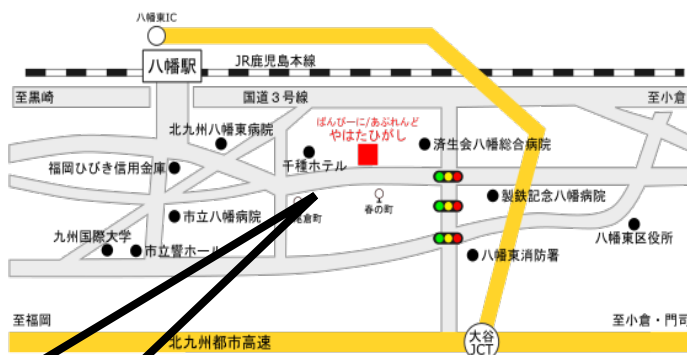 八幡東IC
八幡駅
JR鹿児島本線
至黒崎
国道３号線
至小倉
ぱんびーに/あぷれんど
やはたひがし
北九州八幡東病院
済生会八幡総合病院
千種ホテル
福岡ひびき信用金庫
製鉄記念八幡病院
春の町
尾倉町
市立八幡病院
九州国際大学
八幡東区役所
市立響ホール
八幡東消防署
至福岡
至小倉・門司
北九州都市高速
大谷
JCT